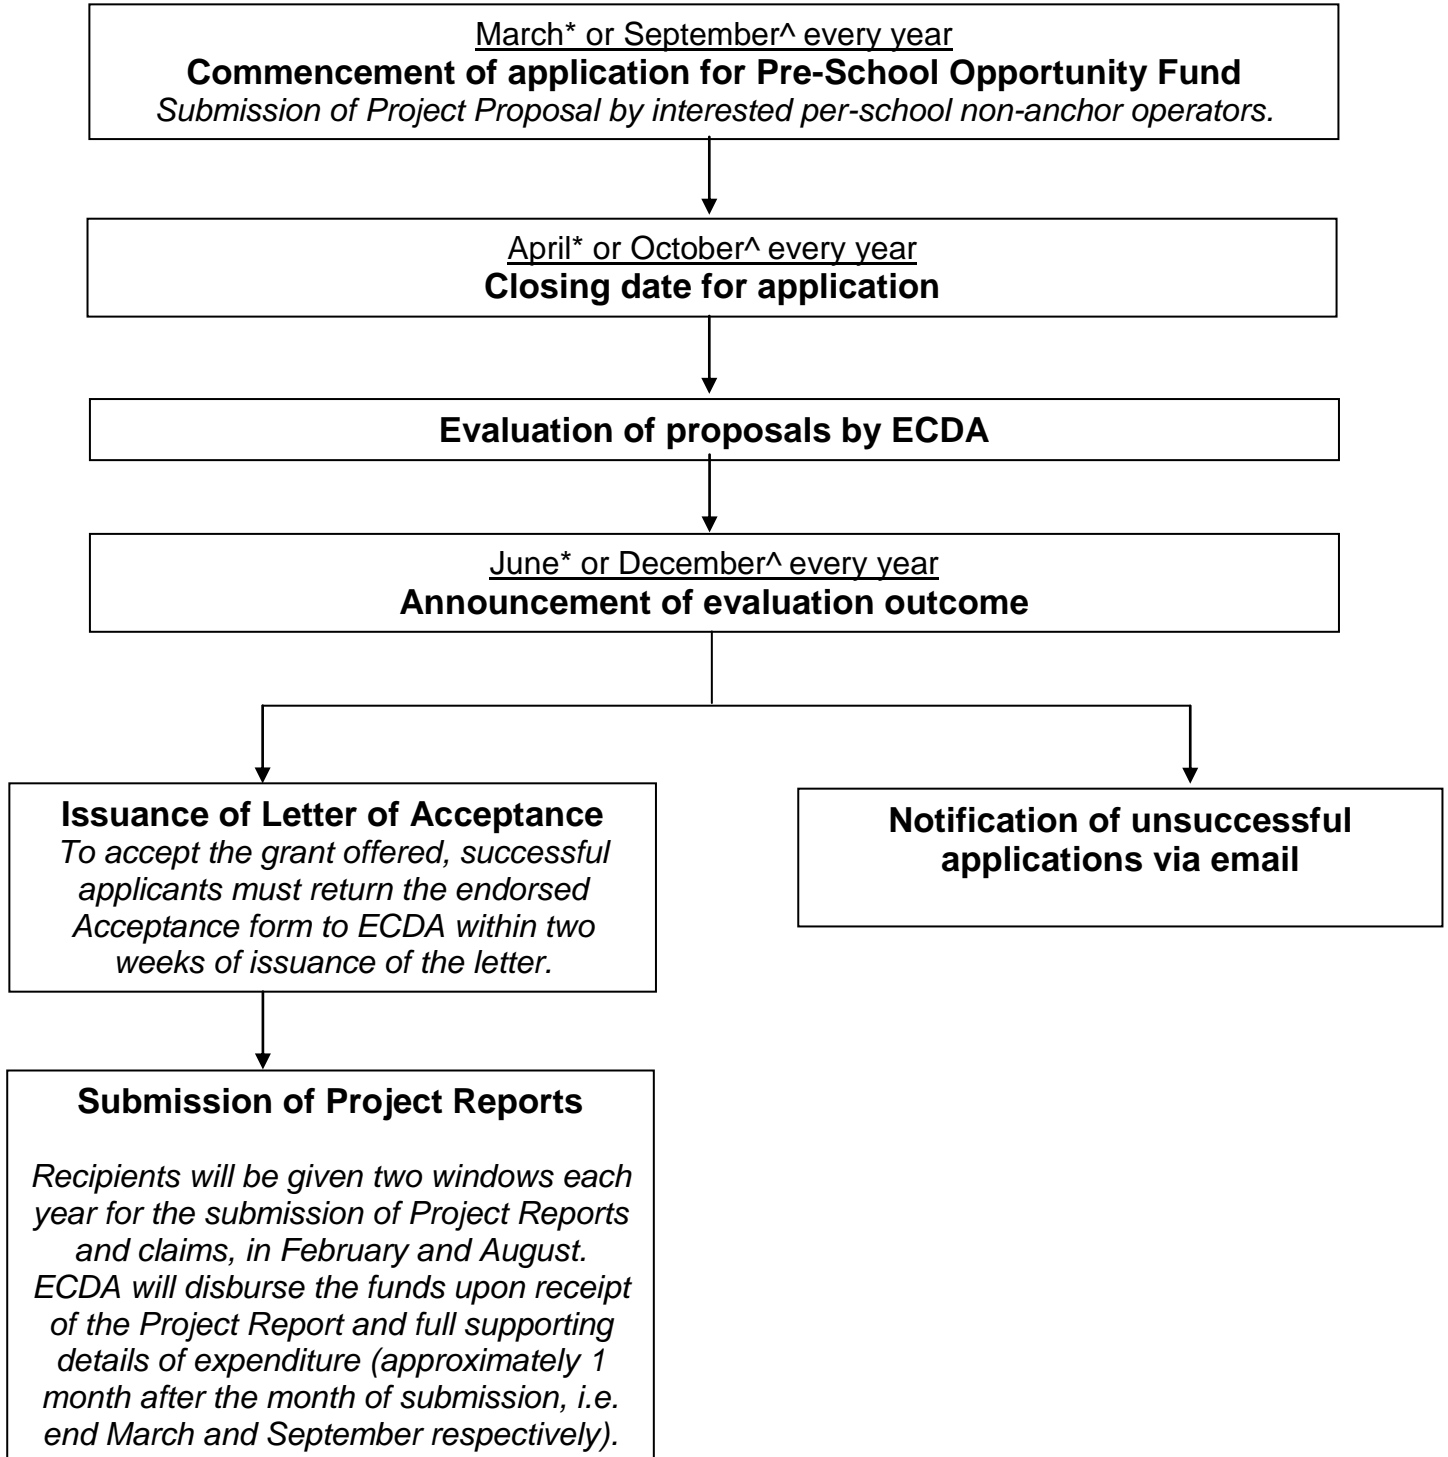 March* or September^ every year
Commencement of application for Pre-School Opportunity Fund
Submission of Project Proposal by interested per-school non-anchor operators.
April* or October^ every year
Closing date for application
Evaluation of proposals by ECDA
June* or December^ every year
Announcement of evaluation outcome
Issuance of Letter of Acceptance
To accept the grant offered, successful
applicants must return the endorsed
Acceptance form to ECDA within two
weeks of issuance of the letter.
Notification of unsuccessful
applications via email
Submission of Project Reports
Recipients will be given two windows each
year for the submission of Project Reports
and claims, in February and August.
ECDA will disburse the funds upon receipt
of the Project Report and full supporting
details of expenditure (approximately 1
month after the month of submission, i.e.
end March and September respectively).